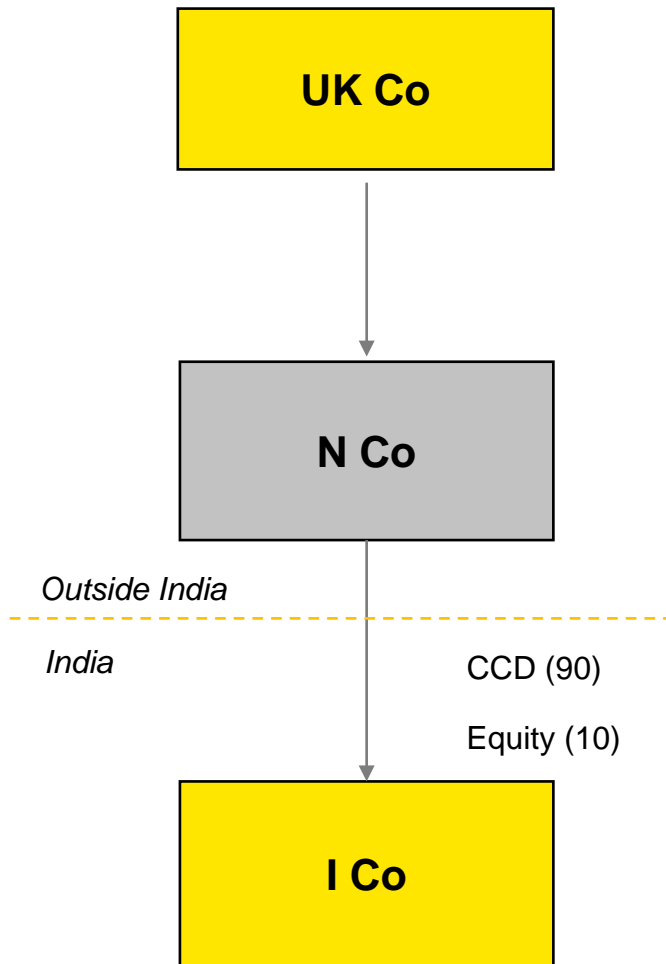 UK Co
N Co
Outside India
India
CCD (90)
Equity (10)
I Co